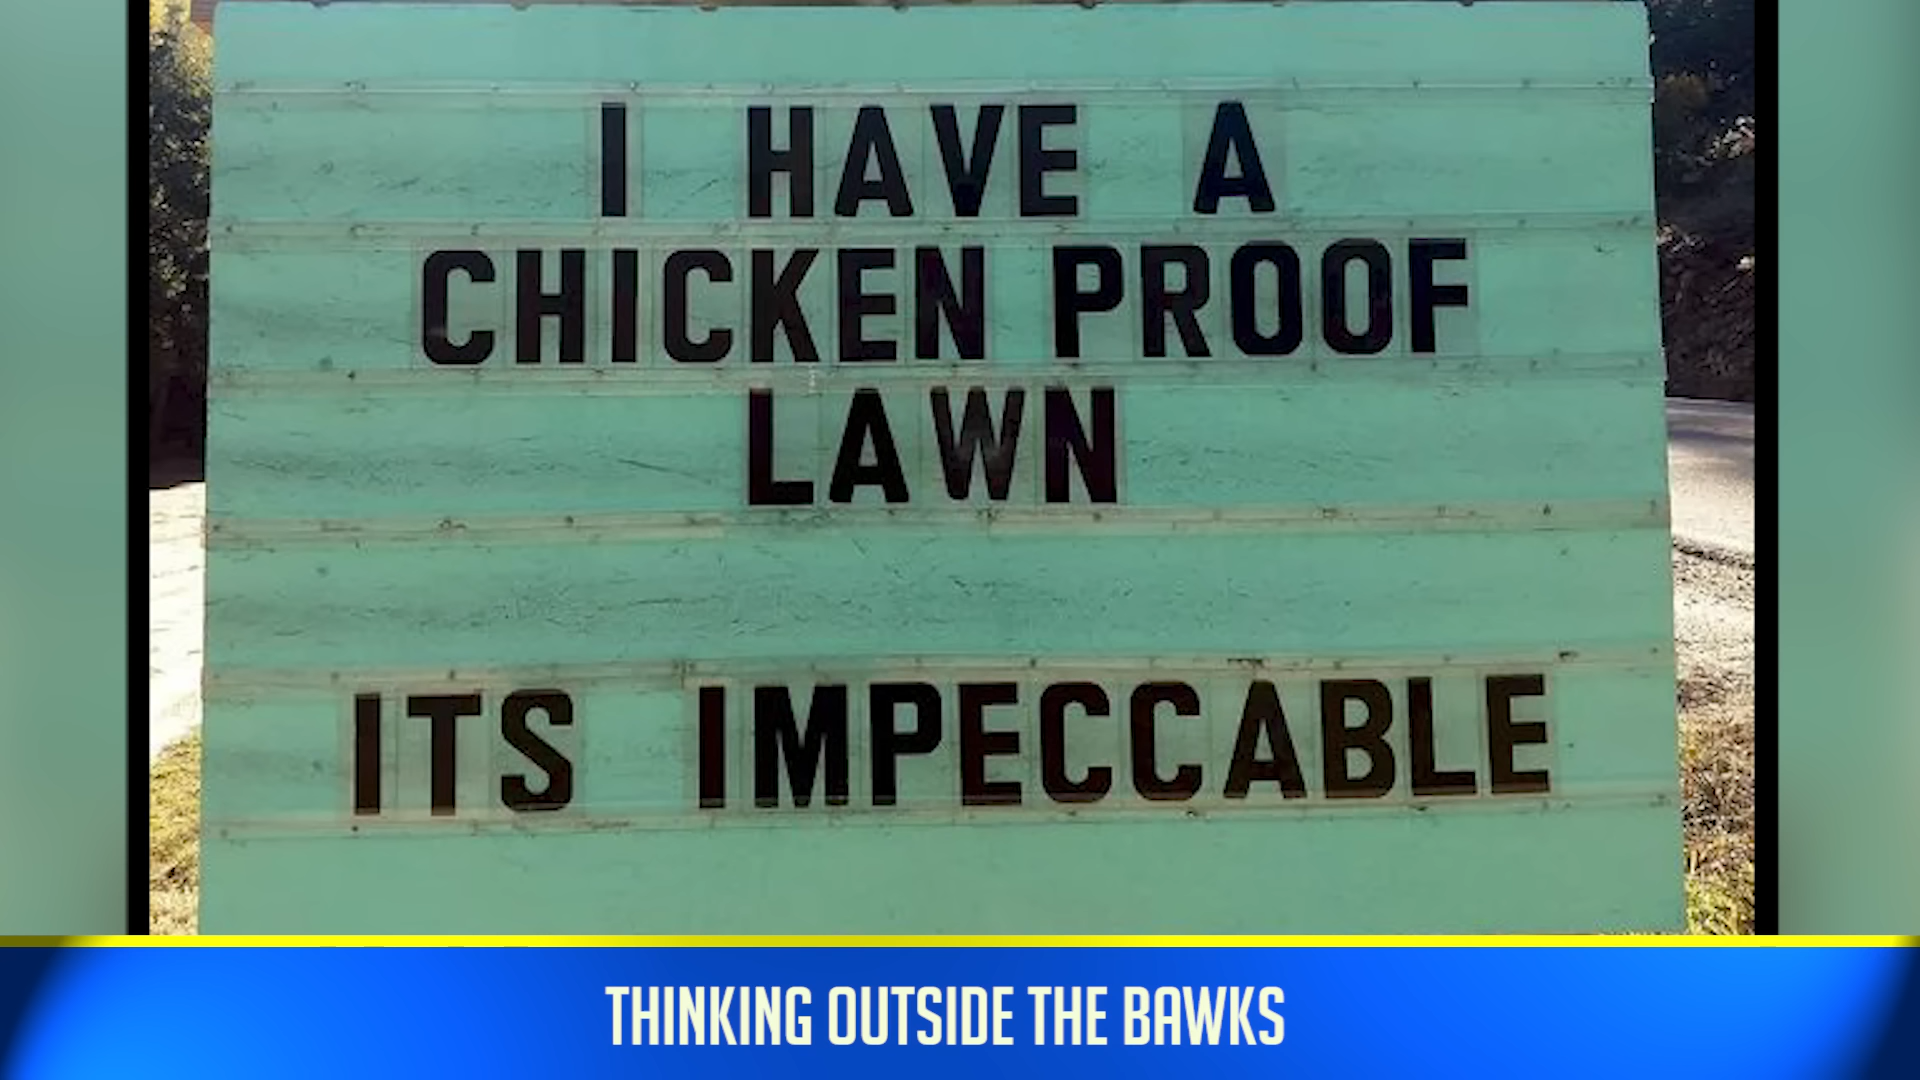 I HAVE A
CHICKEN PROOF
LAWN
ITS IMPECCABLE
THINKING OUTSIDE THE BAWKS